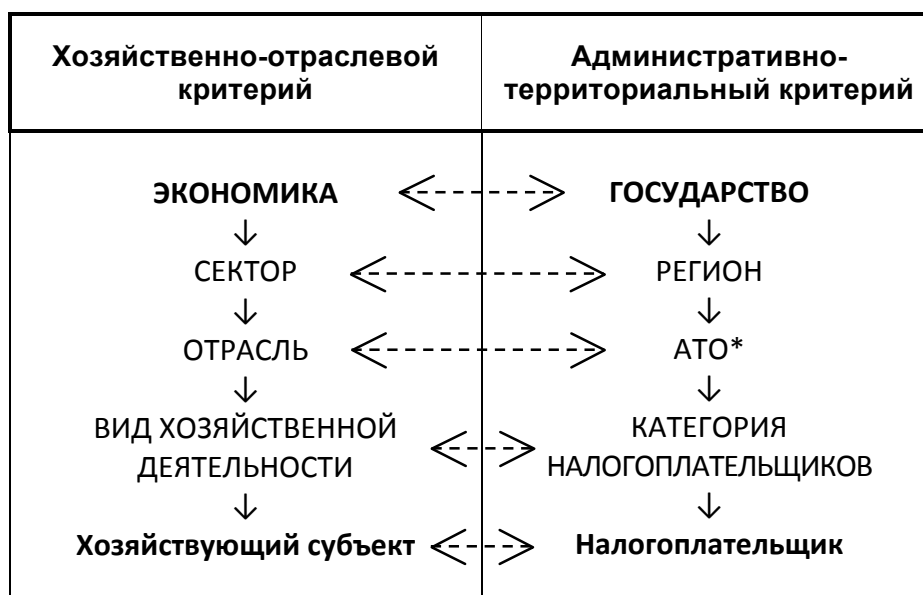 Хозяйственно-отраслевой
критерий
Административно-
территориальный критерий
ЭКОНОМИКА
ГОСУДАРСТВО
СЕКТОР
РЕГИОН
ОТРАСЛЬ
АТО*
ВИД ХОЗЯЙСТВЕННОЙ
ДЕЯТЕЛЬНОСТИ
КАТЕГОРИЯ
НАЛОГОПЛАТЕЛЬЩИКОВ
Хозяйствующий субъект
Налогоплательщик